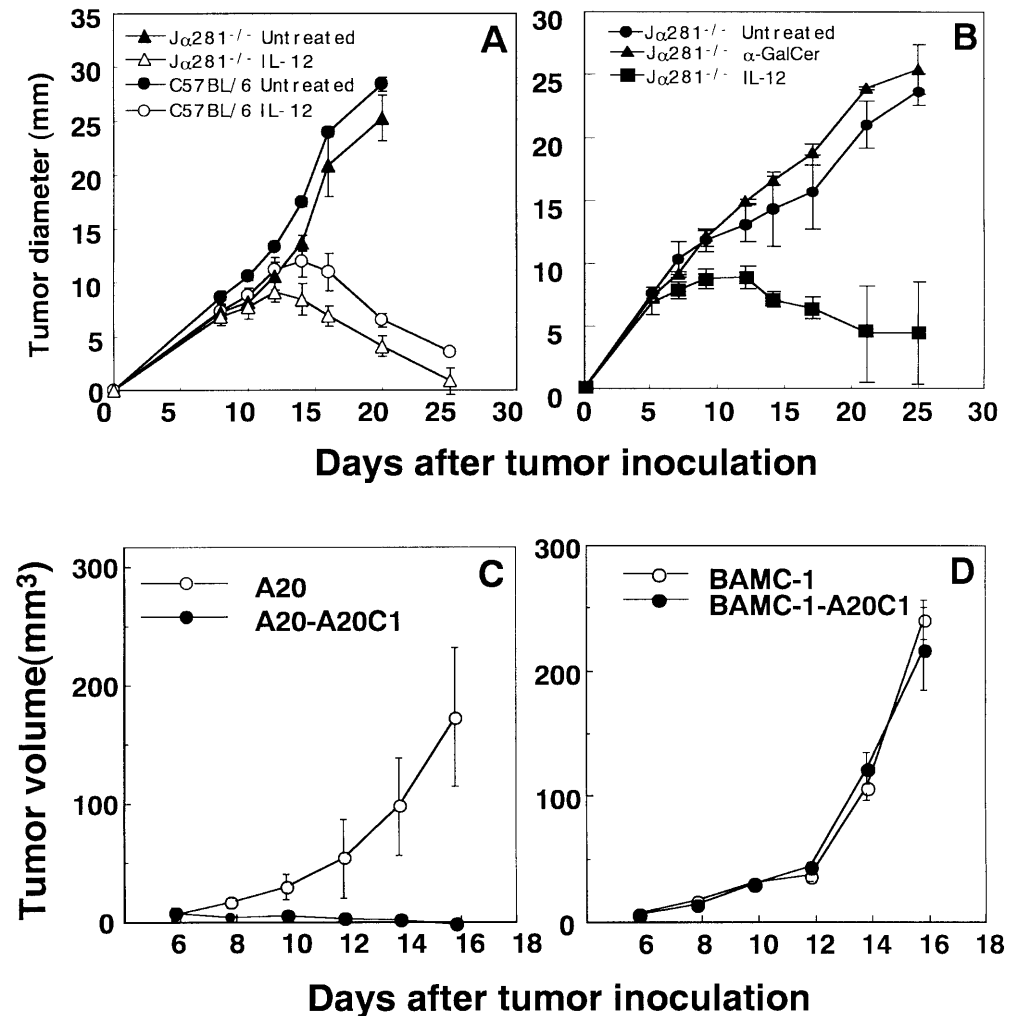 A
Jα281-/- Untreated
Jα281-/- IL-12
C57BL/6 Untreated
C57BL/6 IL-12
Tumor diameter (mm)
35
30
25
20
15
10
5
0
0 5 10 15 20 25 30
B
Jα281-/- Untreated
Jα281-/- α-GalCer
Jα281-/- IL-12
30
25
20
15
10
5
0
0 5 10 15 20 25 30
Days after tumor inoculation
C
A20
A20-A20C1
Tumor volume(mm³)
300
200
100
0
6 8 10 12 14 16 18
D
BAMC-1
BAMC-1-A20C1
300
200
100
0
6 8 10 12 14 16 18
Days after tumor inoculation